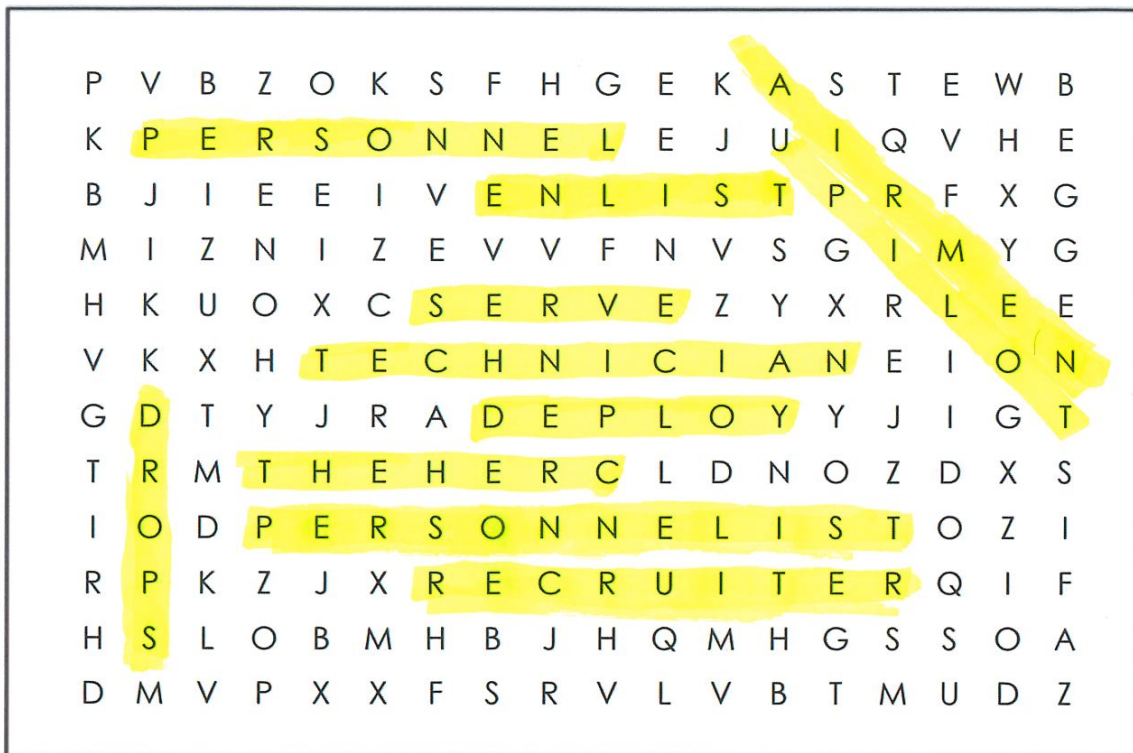 P V B Z O K S F H G E K A S T E W B
K P E R S O N N E L E J U I Q V H E
B J I E E I V E N L I S T P R F X G
M I Z N I Z E V V F N V S G I M Y G
H K U O X C S E R V E Z Y X R L E E
V K X H T E C H N I C I A N E I O N
G D T Y J R A D E P L O Y Y J I G T
T R M T H E H E R C L D N O Z D X S
I O D P E R S O N N E L I S T O Z I
R P K Z J X R E C R U I T E R Q I F
H S L O B M H B J H Q M H G S S O A
D M V P X X F S R V L V B T M U D Z